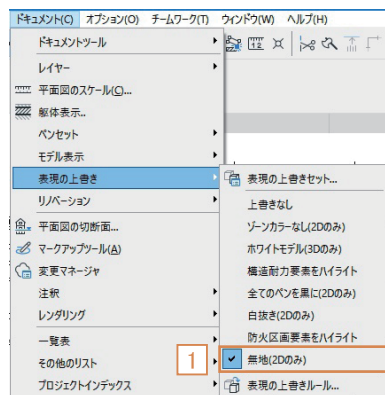 ドキュメント(C) オプション(O) チームワーク(T) ウィンドウ(W) ヘルプ(H)
ドキュメントツール
レイヤー
平面図のスケール(C)...
躯体表示...
ペンセット
モデル表示
表現の上書き
リノベーション
平面図の切断面...
マークアップツール(A)
変更マネージャ
注釈
レンダリング
一覧表
その他のリスト
プロジェクトインデックス
表現の上書きセット...
上書きなし
ゾーンカラーなし(2Dのみ)
ホワイトモデル(3Dのみ)
構造耐力要素をハイライト
全てのペンを黒に(2Dのみ)
白抜き(2Dのみ)
防火区画要素をハイライト
1
無地(2Dのみ)
表現の上書きルール...